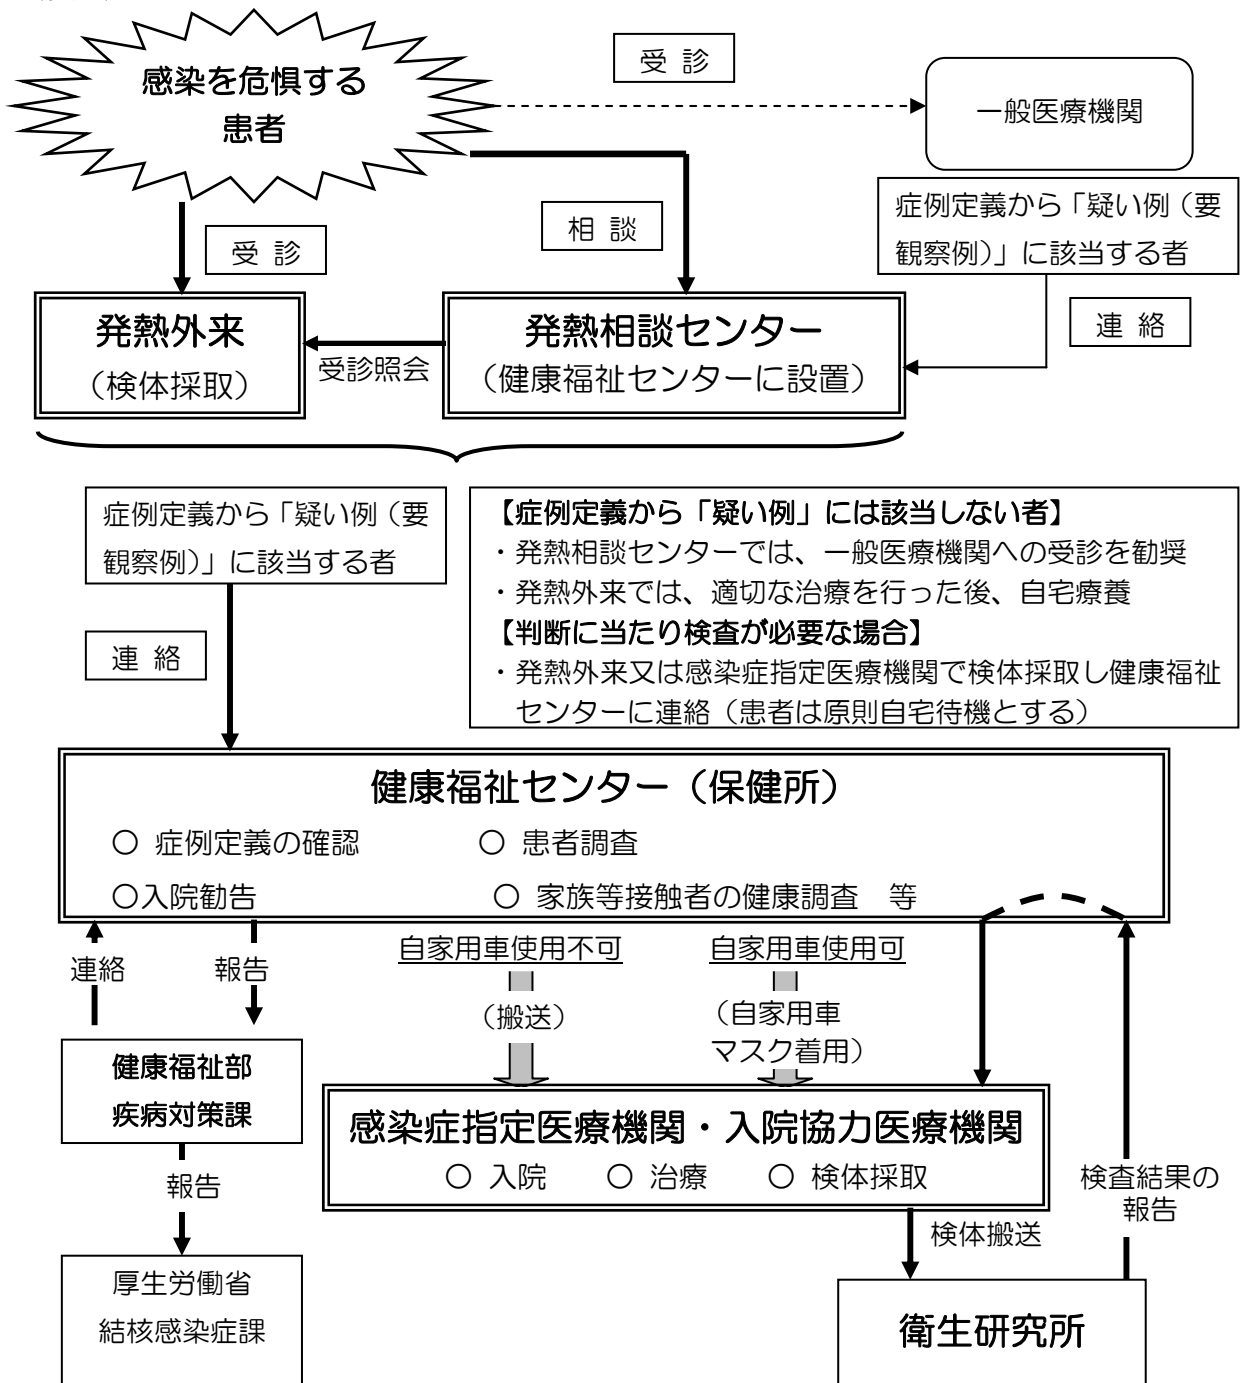 感染を危惧する
患者
受 診
一般医療機関
症例定義から「疑い例（要
観察例）」に該当する者
相 談
受 診
連 絡
発熱外来
（検体採取）
受診照会
発熱相談センター
（健康福祉センターに設置）
症例定義から「疑い例（要
観察例）」に該当する者
連 絡
【症例定義から「疑い例」には該当しない者】
・発熱相談センターでは、一般医療機関への受診を勧奨
・発熱外来では、適切な治療を行った後、自宅療養
【判断に当たり検査が必要な場合】
・発熱外来又は感染症指定医療機関で検体採取し健康福祉
センターに連絡（患者は原則自宅待機とする）
健康福祉センター（保健所）
○ 症例定義の確認 ○ 患者調査
○入院勧告 ○ 家族等接触者の健康調査 等
連絡
報告
自家用車使用不可
（搬送）
自家用車使用可
（自家用車
マスク着用）
健康福祉部
疾病対策課
感染症指定医療機関・入院協力医療機関
○ 入院 ○ 治療 ○ 検体採取
報告
検体搬送
検査結果の
報告
厚生労働省
結核感染症課
衛生研究所